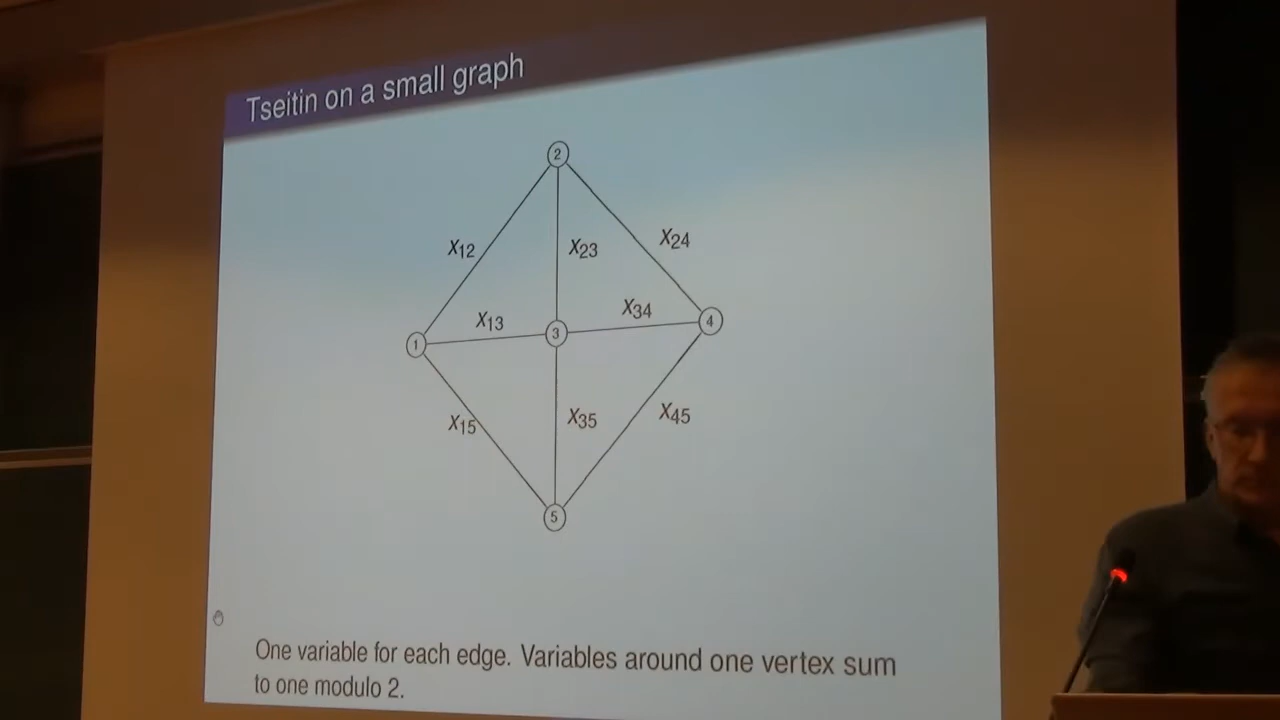 Tseitin on a small graph
2
X12
X23
X24
X13
X34
1
3
4
X15
X35
X45
5
One variable for each edge. Variables around one vertex sum
to one modulo 2.